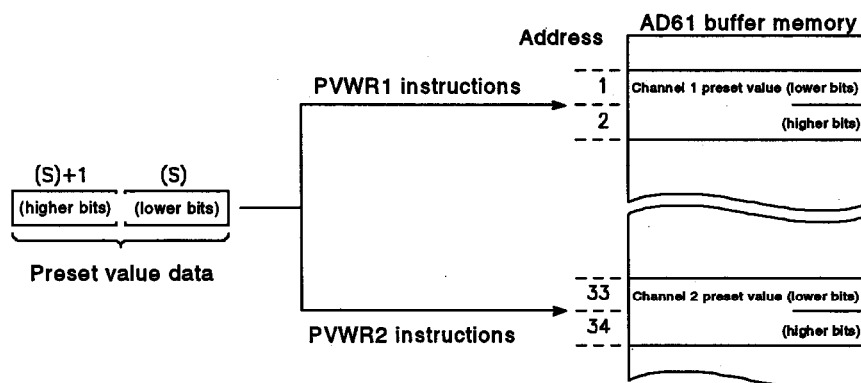 AD61 buffer memory
Address
PVWR1 instructions
1
Channel 1 preset value (lower bits)
2
(higher bits)
(S)+1
(S)
(higher bits)
(lower bits)
Preset value data
33
Channel 2 preset value (lower bits)
PVWR2 instructions
34
(higher bits)